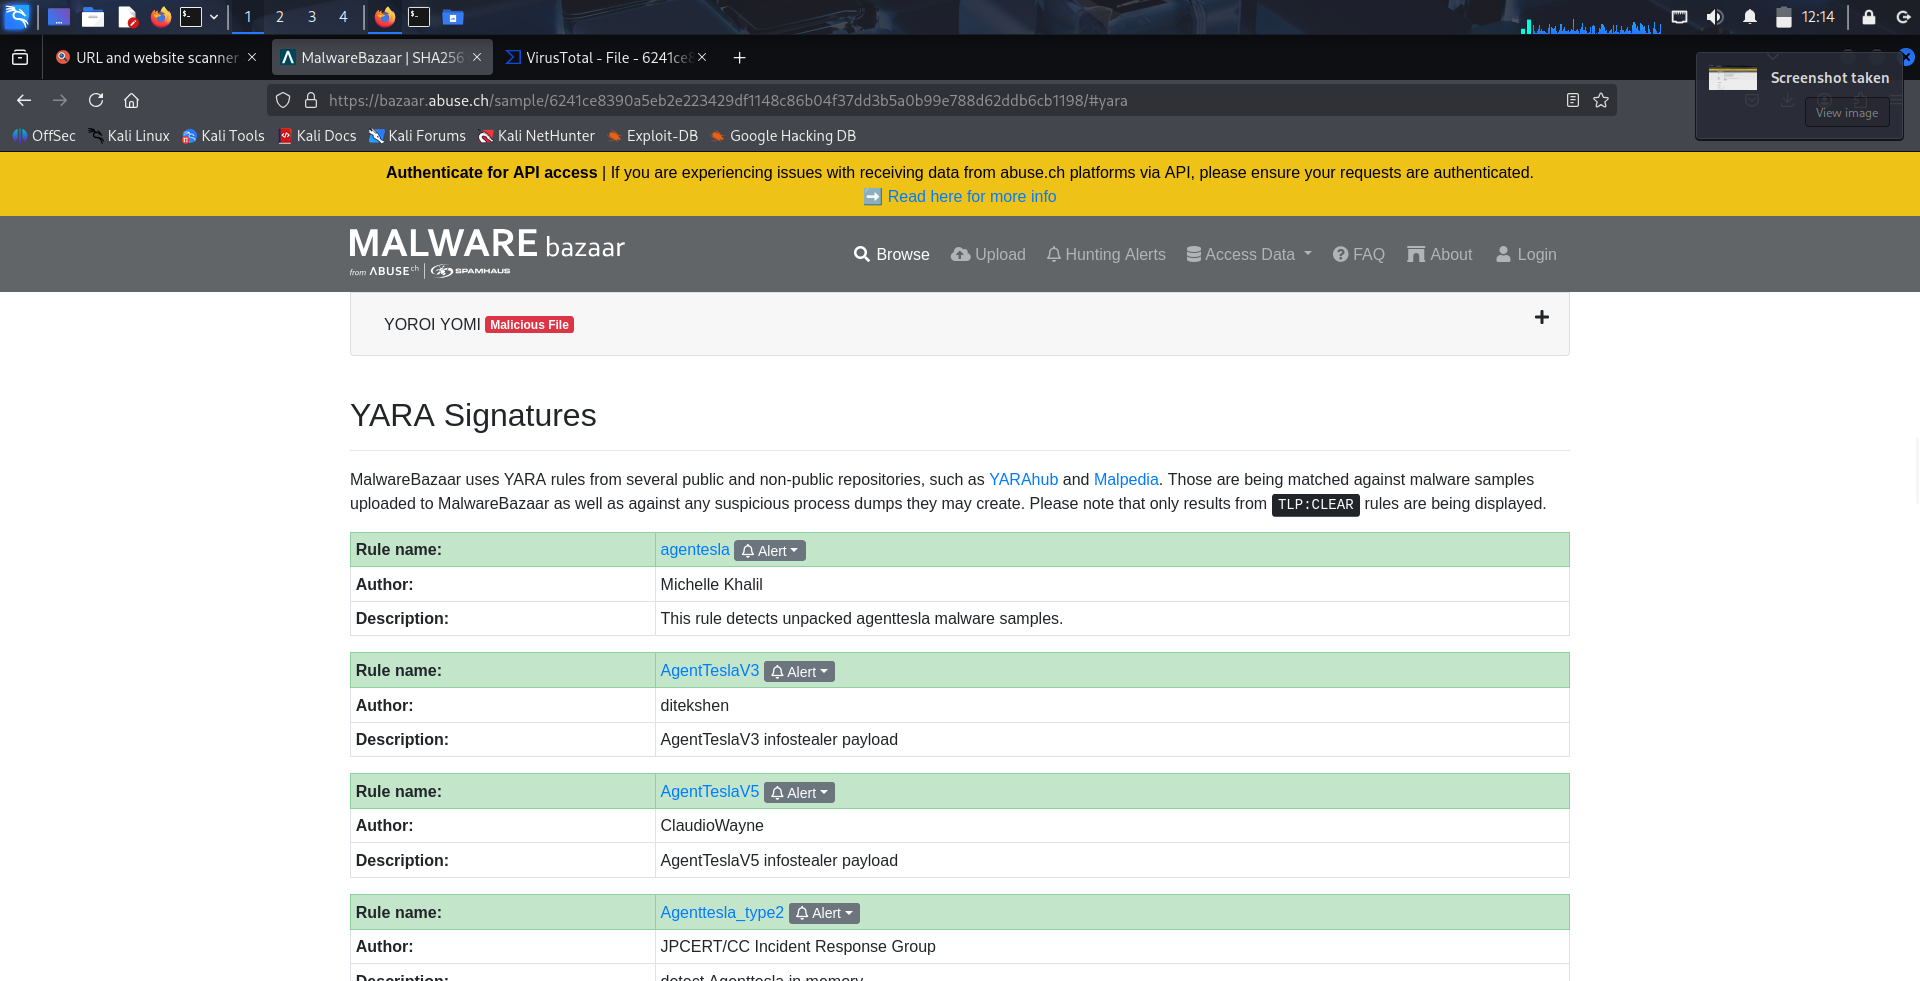 1 2 3 4 12:14
URL and website scanner
MalwareBazaar | SHA256
VirusTotal - File - 6241ce8
Screenshot taken
View image
https://bazaar.abuse.ch/sample/6241ce8390a5eb2e223429df1148c86b04f37dd3b5a0b99e788d62ddb6cb1198/#yara
OffSec Kali Linux Kali Tools Kali Docs Kali Forums Kali NetHunter Exploit-DB Google Hacking DB
Authenticate for API access | If you are experiencing issues with receiving data from abuse.ch platforms via API, please ensure your requests are authenticated.
➡️ Read here for more info
MALWARE bazaar
from ABUSE ch | SPAMHAUS
Browse Upload Hunting Alerts Access Data FAQ About Login
YOROI YOMI Malicious File
YARA Signatures
MalwareBazaar uses YARA rules from several public and non-public repositories, such as YARAhub and Malpedia. Those are being matched against malware samples
uploaded to MalwareBazaar as well as against any suspicious process dumps they may create. Please note that only results from TLP:CLEAR rules are being displayed.
Rule name: agentesla Alert
Author: Michelle Khalil
Description: This rule detects unpacked agenttesla malware samples.
Rule name: AgentTeslaV3 Alert
Author: ditekshen
Description: AgentTeslaV3 infostealer payload
Rule name: AgentTeslaV5 Alert
Author: ClaudioWayne
Description: AgentTeslaV5 infostealer payload
Rule name: Agenttesla_type2 Alert
Author: JPCERT/CC Incident Response Group
Description: detect Agenttesla in memory